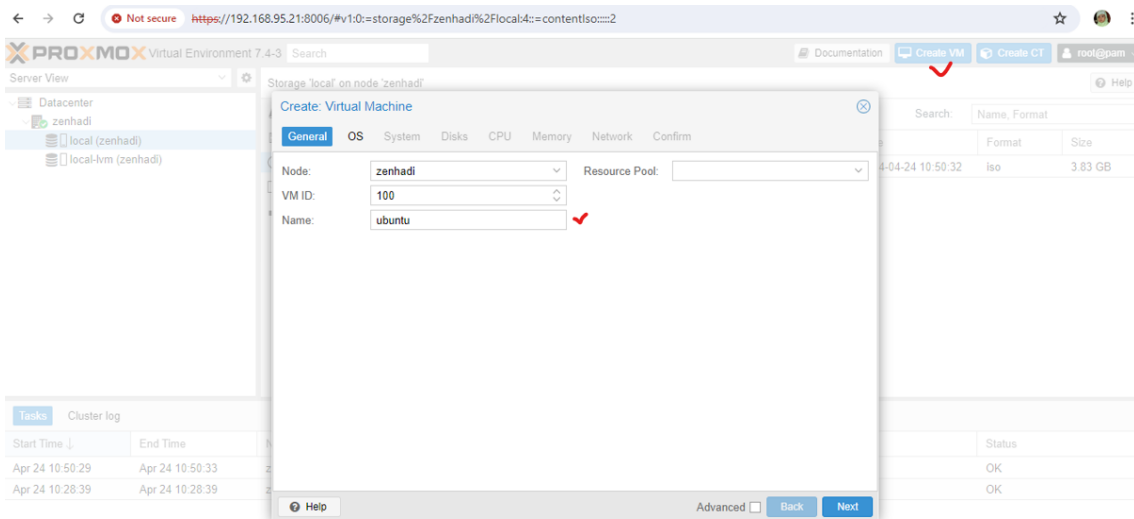 Not secure https://192.168.95.21:8006/#v1:0:=storage%2Fzenhadi%2Flocal:4::=contentIso:::::2
PROXMOX Virtual Environment 7.4-3 Search Documentation Create VM Create CT root@pam
Server View Storage 'local' on node 'zenhadi' Help
Datacenter
zenhadi
local (zenhadi)
local-lvm (zenhadi)
Create: Virtual Machine
General OS System Disks CPU Memory Network Confirm
Node: zenhadi Resource Pool:
VM ID: 100
Name: ubuntu
Help Advanced Back Next
Search: Name, Format
Format Size
4-04-24 10:50:32 iso 3.83 GB
Tasks Cluster log
Start Time ↓ End Time Status
Apr 24 10:50:29 Apr 24 10:50:33 OK
Apr 24 10:28:39 Apr 24 10:28:39 OK